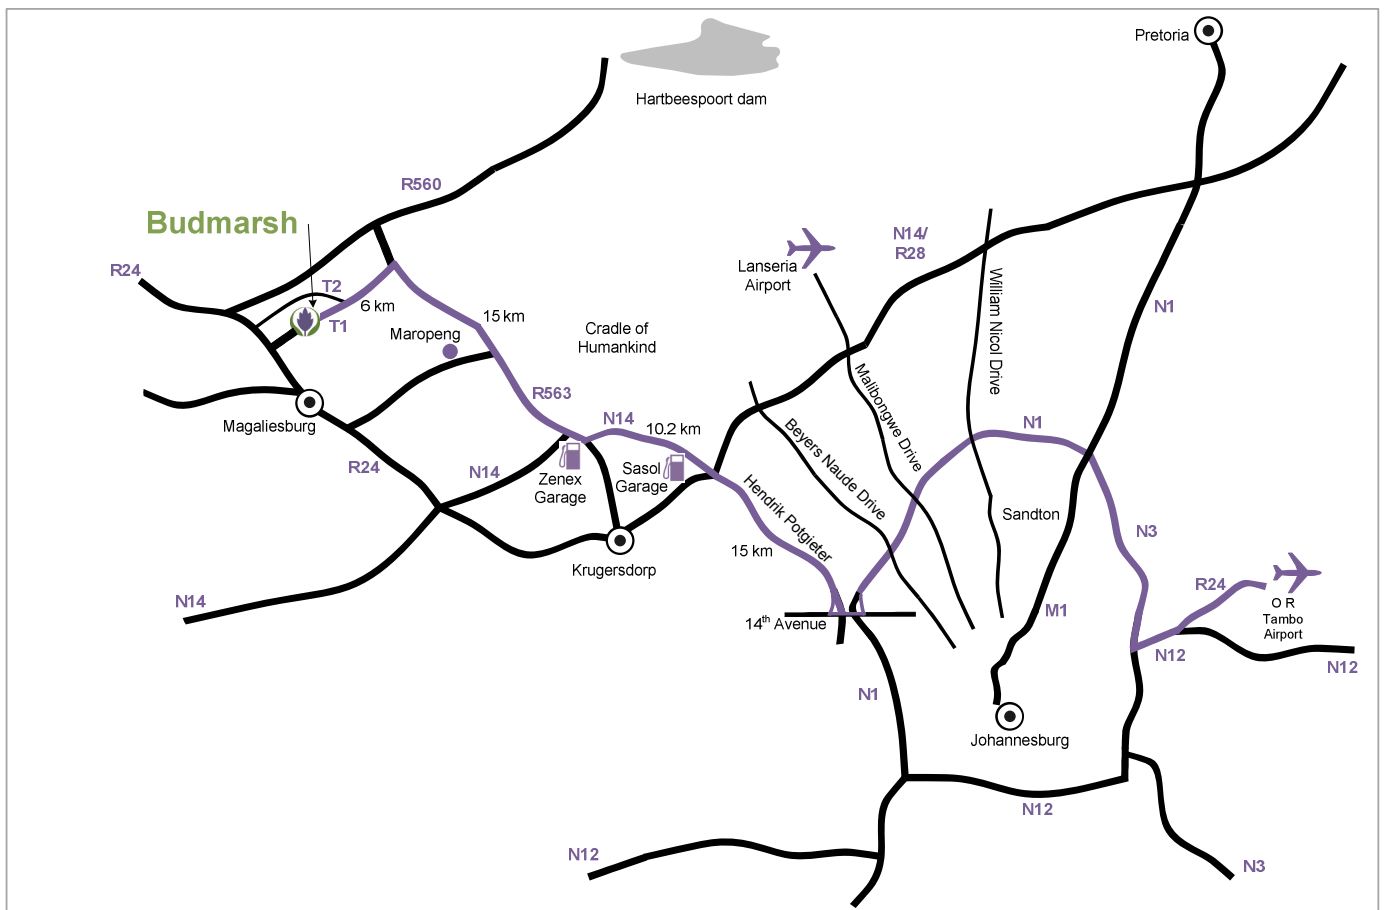 Pretoria
Hartbeespoort dam
R560
Budmarsh
N14/
R28
Lanseria
Airport
R24
T2
6 km
T1
15 km
Maropeng
Cradle of
Humankind
William Nicol Drive
N1
R563
Malibongwe Drive
Magaliesburg
N14
10.2 km
N1
Beyers Naude Drive
R24
N14
Zenex
Garage
Sasol
Garage
Hendrik Potgieter
Sandton
15 km
N3
Krugersdorp
R24
O R
Tambo
Airport
N14
14th Avenue
M1
N12
N12
N1
Johannesburg
N12
N12
N3